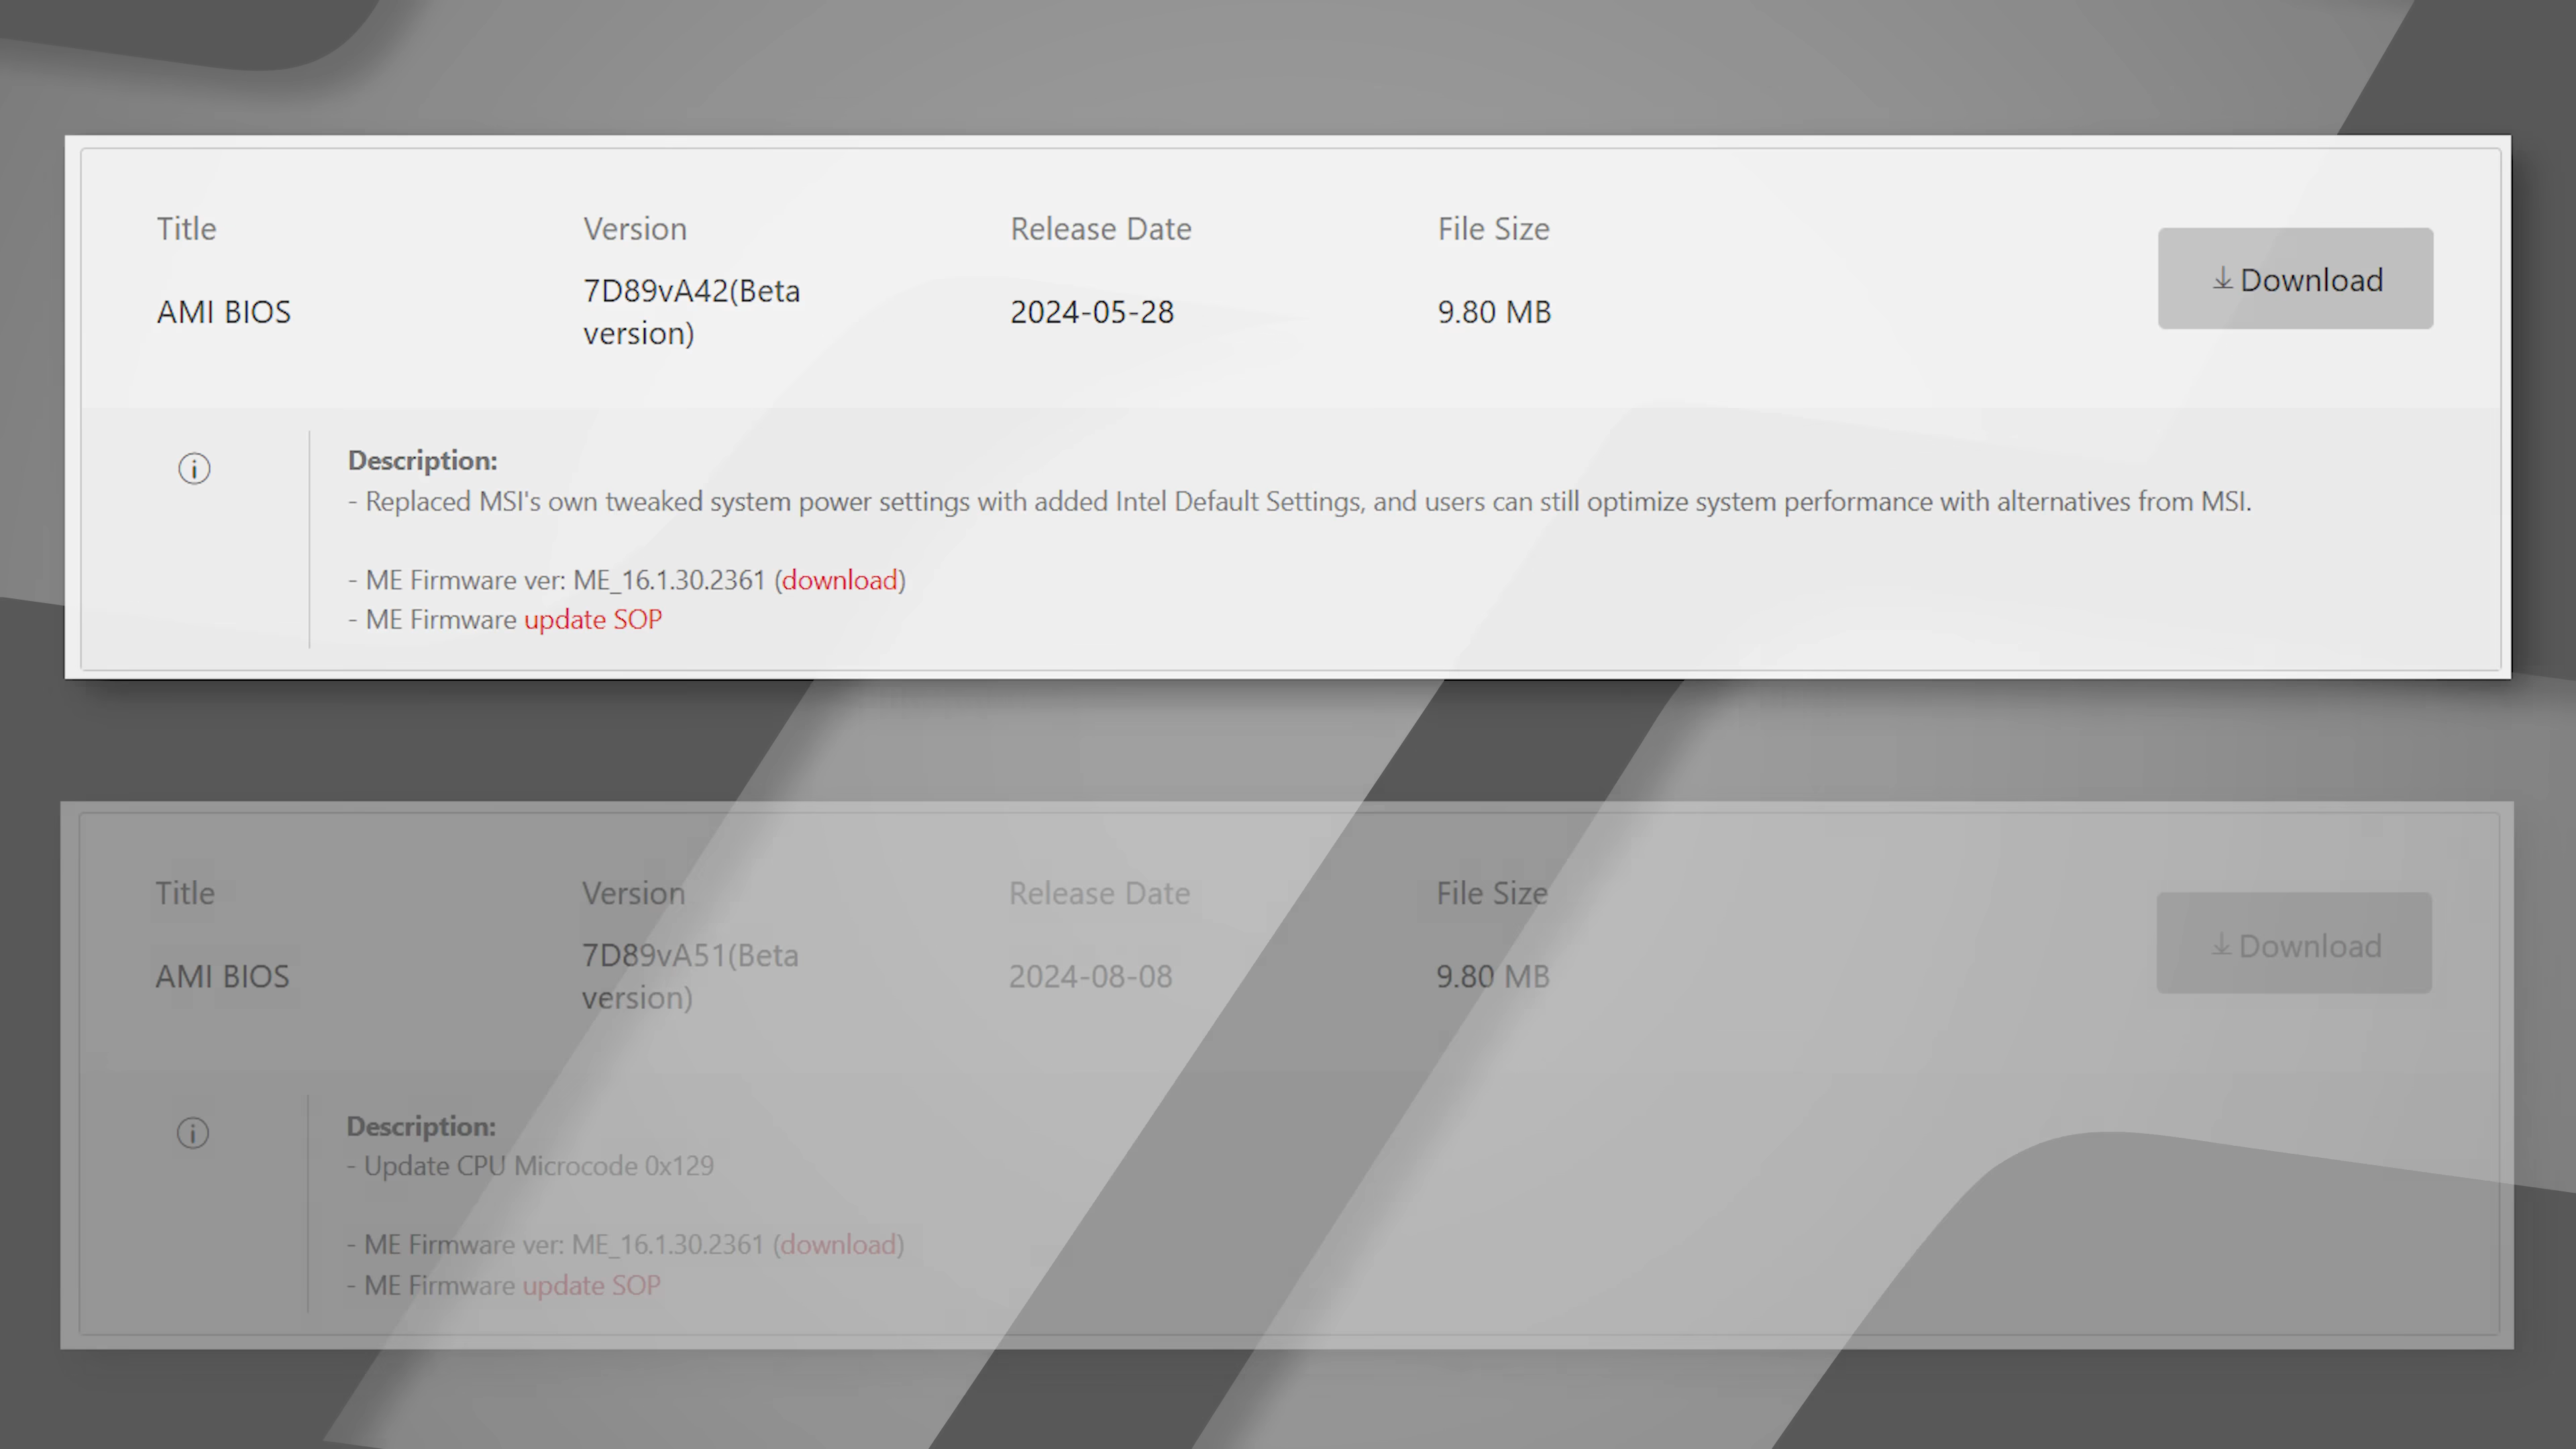 Title Version Release Date File Size
AMI BIOS 7D89vA42(Beta version) 2024-05-28 9.80 MB Download
Description:
- Replaced MSI's own tweaked system power settings with added Intel Default Settings, and users can still optimize system performance with alternatives from MSI.
- ME Firmware ver: ME_16.1.30.2361 (download)
- ME Firmware update SOP
Title Version Release Date File Size
AMI BIOS 7D89vA51(Beta version) 2024-08-08 9.80 MB Download
Description:
- Update CPU Microcode 0x129
- ME Firmware ver: ME_16.1.30.2361 (download)
- ME Firmware update SOP